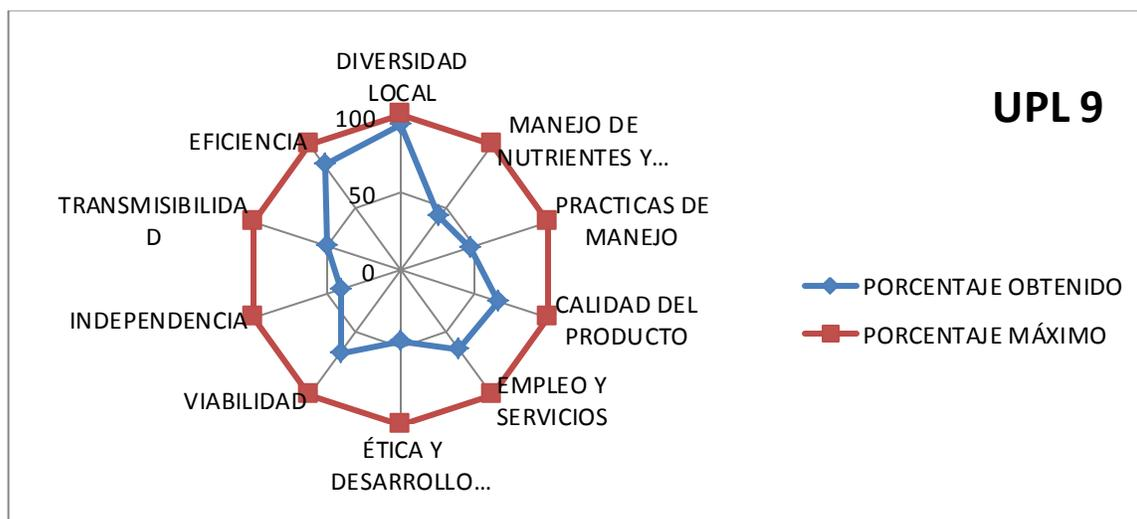 UPL 9
DIVERSIDAD
LOCAL
MANEJO DE
NUTRIENTES Y...
PRACTICAS DE
MANEJO
CALIDAD DEL
PRODUCTO
EMPLEO Y
SERVICIOS
ÉTICA Y
DESARROLLO...
VIABILIDAD
INDEPENDENCIA
TRANSMISIBILIDA
D
EFICIENCIA
100
50
0
PORCENTAJE OBTENIDO
PORCENTAJE MÁXIMO